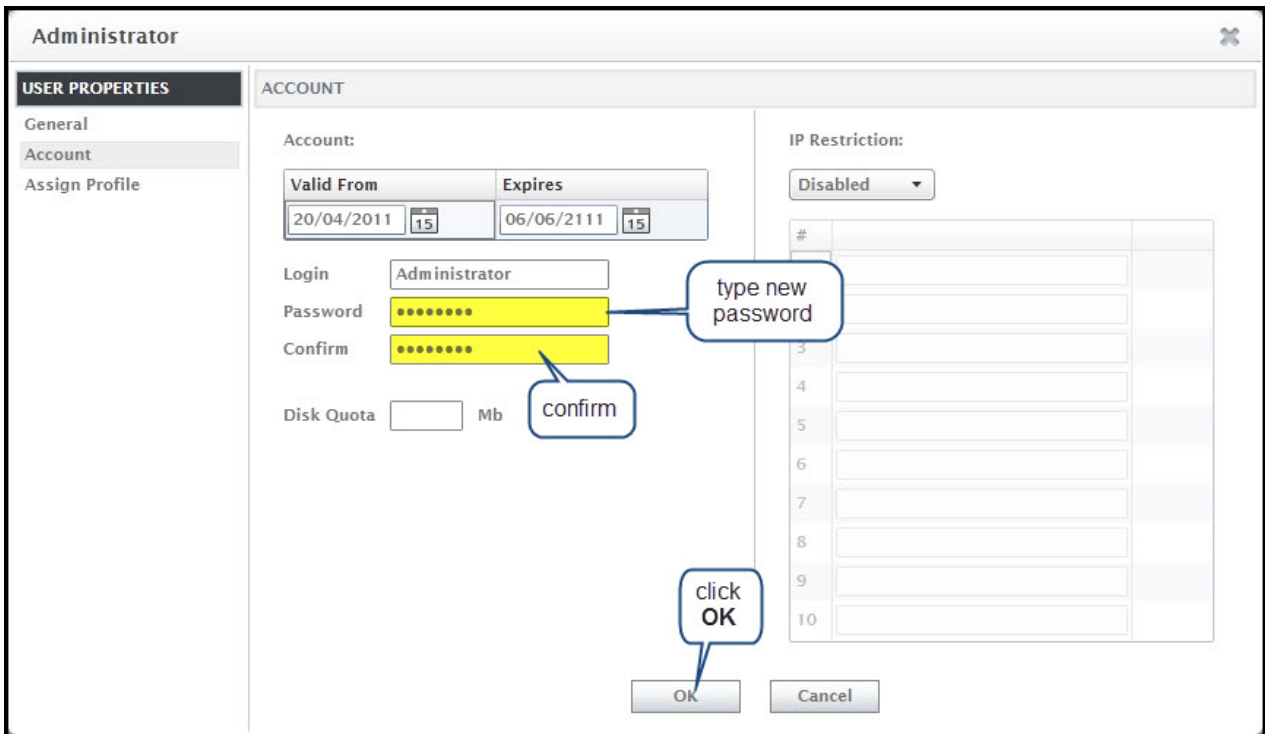 Administrator
USER PROPERTIES
General
Account
Assign Profile
ACCOUNT
Account:
Valid From Expires
20/04/2011 15 06/06/2111 15
Login Administrator
Password ••••••••
Confirm ••••••••
Disk Quota Mb
type new
password
confirm
click
OK
IP Restriction:
Disabled
#
3
4
5
6
7
8
9
10
OK Cancel